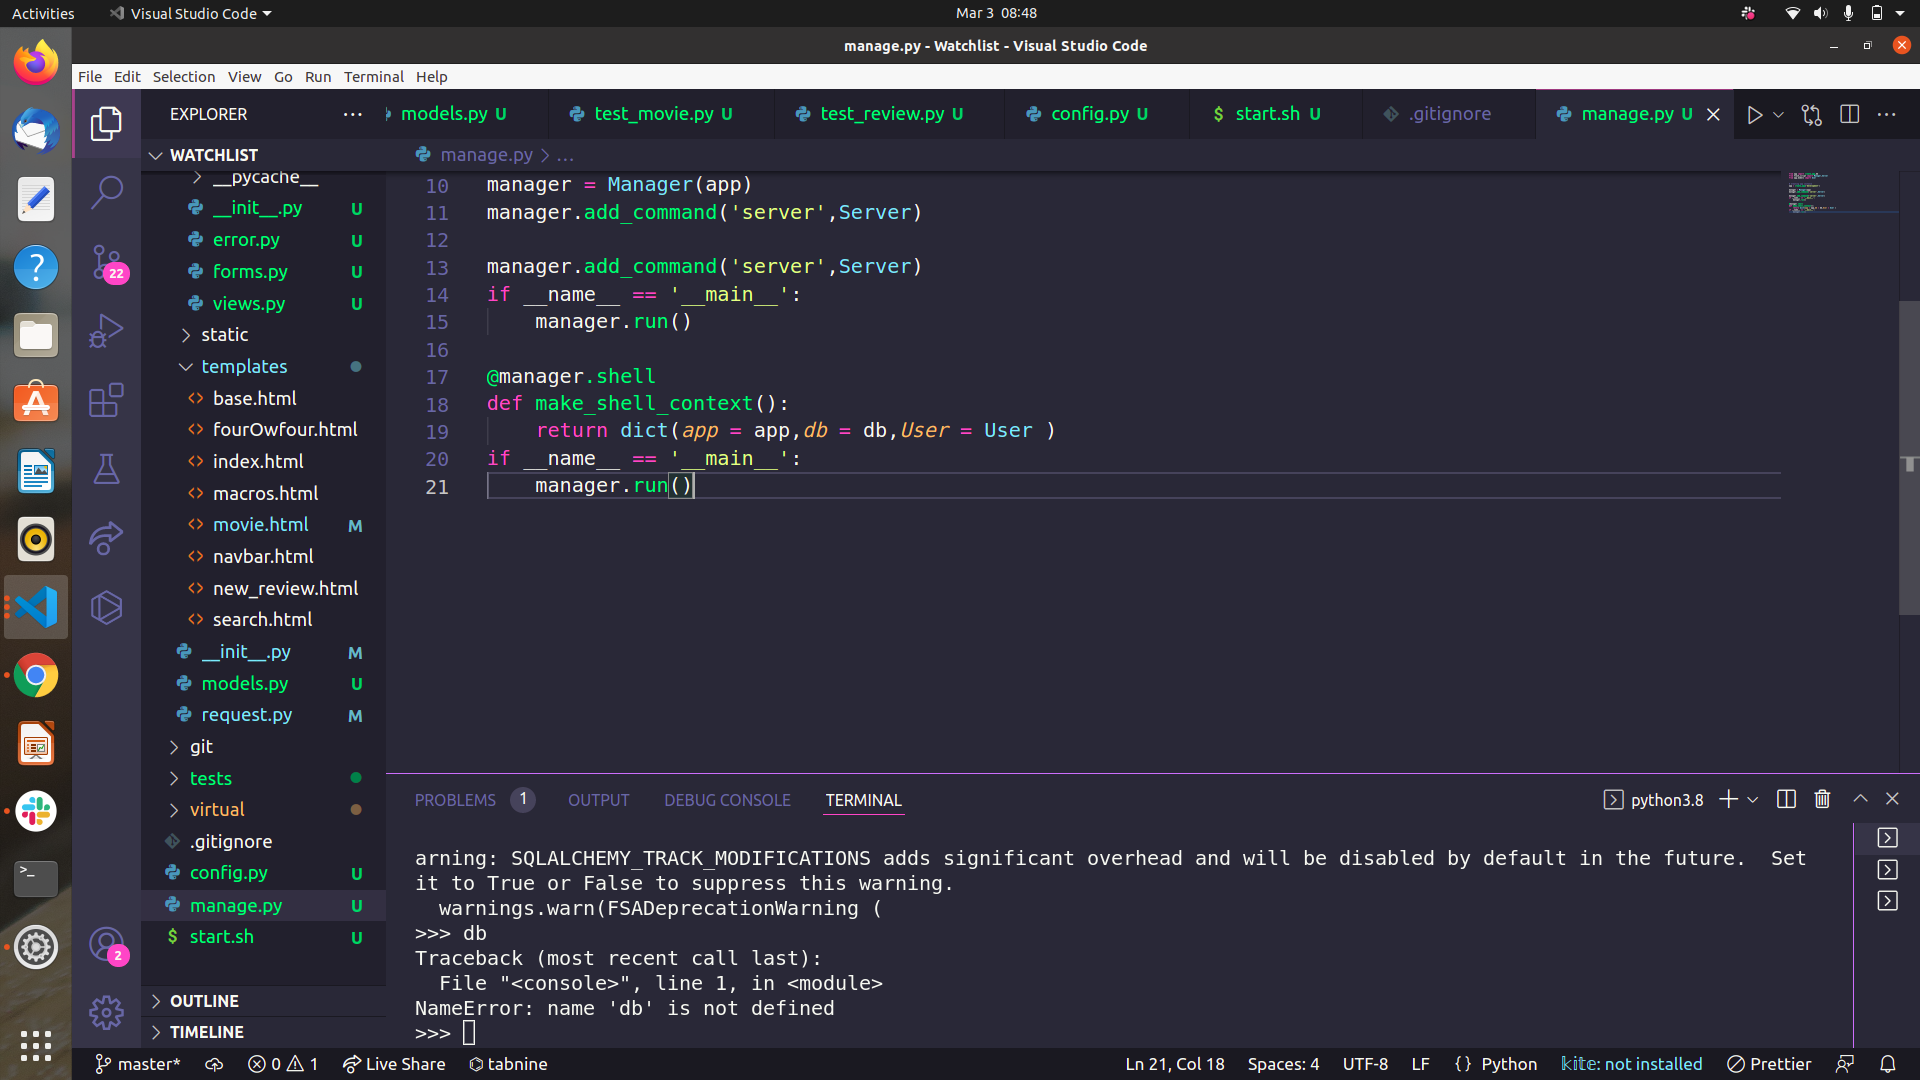 Activities
Visual Studio Code
Mar 3 08:48
manage.py - Watchlist - Visual Studio Code
File Edit Selection View Go Run Terminal Help
EXPLORER
models.py U
test_movie.py U
test_review.py U
config.py U
$ start.sh U
.gitignore
manage.py U
WATCHLIST
manage.py > ...
__pycache__
__init__.py U
error.py U
forms.py U
views.py U
static
templates
base.html
fourOwfour.html
index.html
macros.html
movie.html M
navbar.html
new_review.html
search.html
__init__.py M
models.py U
request.py M
git
tests
virtual
.gitignore
config.py U
manage.py U
$ start.sh U
OUTLINE
TIMELINE
22
2
10 manager = Manager(app)
11 manager.add_command('server',Server)
12
13 manager.add_command('server',Server)
14 if __name__ == '__main__':
15     manager.run()
16
17 @manager.shell
18 def make_shell_context():
19     return dict(app = app,db = db,User = User )
20 if __name__ == '__main__':
21     manager.run()
PROBLEMS 1 OUTPUT DEBUG CONSOLE TERMINAL
python3.8
arning: SQLALCHEMY_TRACK_MODIFICATIONS adds significant overhead and will be disabled by default in the future.  Set
it to True or False to suppress this warning.
  warnings.warn(FSADeprecationWarning (
>>> db
Traceback (most recent call last):
  File "<console>", line 1, in <module>
NameError: name 'db' is not defined
>>>
master* 0 1 Live Share tabnine
Ln 21, Col 18 Spaces: 4 UTF-8 LF {} Python kite: not installed Prettier